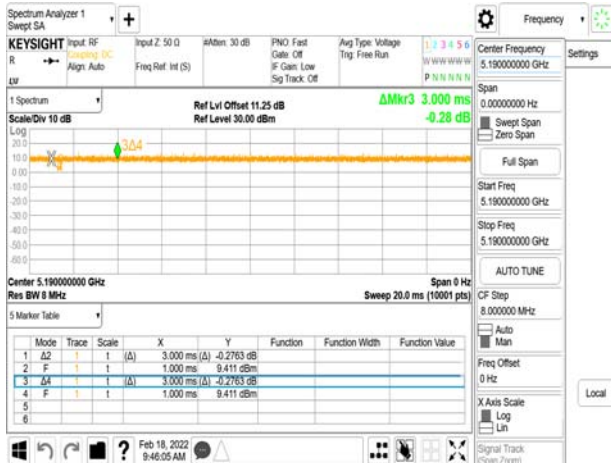 Spectrum Analyzer 1
Swept SA
+
Frequency
Settings
KEYSIGHT Input: RF Input Z: 50 Ω #Atten: 30 dB PNO: Fast Avg Type: Voltage 1 2 3 4 5 6
R Coupling: DC Gate: Off Trig: Free Run W W W W W W
Align: Auto Freq Ref: Int (S) IF Gain: Low
Sig Track: Off P N N N N N
LXI
1 Spectrum
Ref Lvl Offset 11.25 dB ΔMkr3 3.000 ms
Scale/Div 10 dB Ref Level 30.00 dBm -0.28 dB
Log
20.0
10.0
0.00
-10.0
-20.0
-30.0
-40.0
-50.0
-60.0
3Δ4
Center 5.190000000 GHz Span 0 Hz
Res BW 8 MHz Sweep 20.0 ms (10001 pts)
5 Marker Table
Mode Trace Scale X Y Function Function Width Function Value
1 Δ2 1 t (Δ) 3.000 ms (Δ) -0.2763 dB
2 F 1 t 1.000 ms 9.411 dBm
3 Δ4 1 t (Δ) 3.000 ms (Δ) -0.2763 dB
4 F 1 t 1.000 ms 9.411 dBm
5
6
Feb 18, 2022
9:46:05 AM
Center Frequency
5.190000000 GHz
Span
0.00000000 Hz
Swept Span
Zero Span
Full Span
Start Freq
5.190000000 GHz
Stop Freq
5.190000000 GHz
AUTO TUNE
CF Step
8.000000 MHz
Auto
Man
Freq Offset
0 Hz
X Axis Scale
Log
Lin
Signal Track
(Span Zoom)
Local